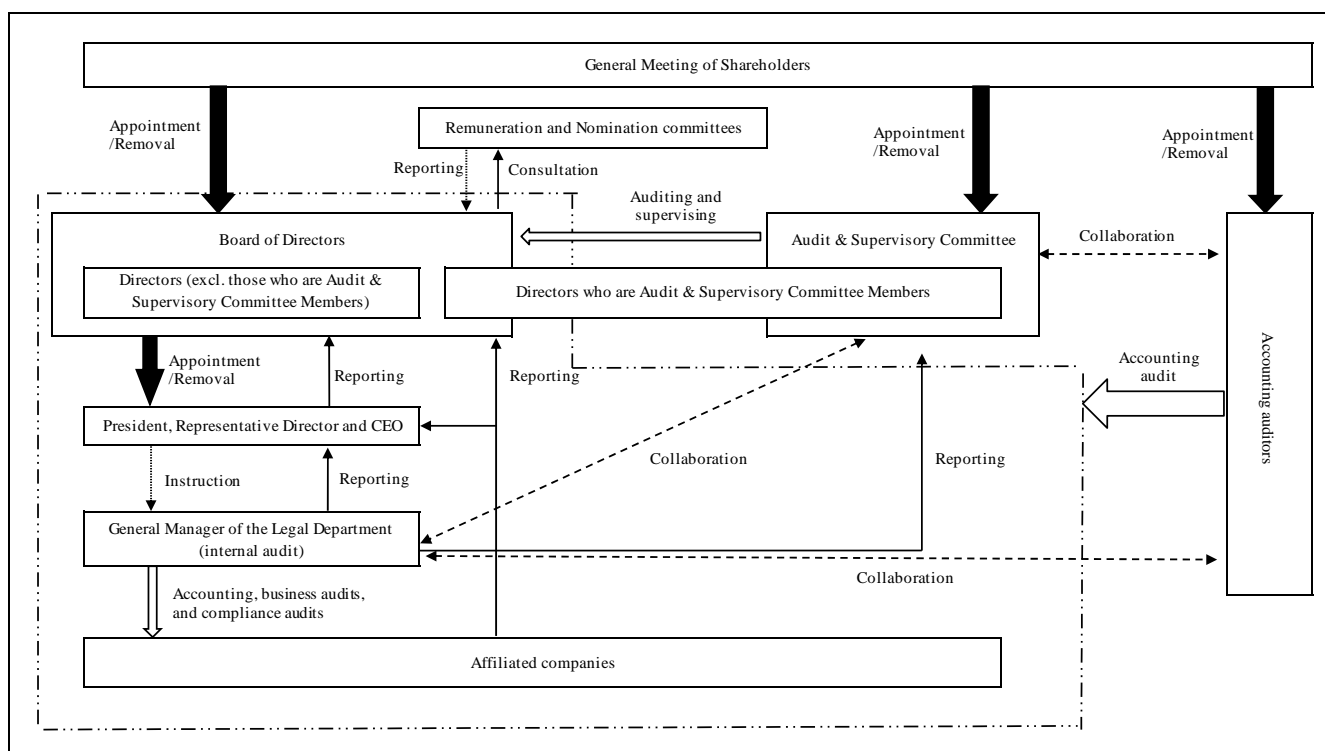 General Meeting of Shareholders
Appointment
/Removal
Remuneration and Nomination committees
Appointment
/Removal
Appointment
/Removal
Reporting
Consultation
Auditing and
supervising
Board of Directors
Audit & Supervisory Committee
Collaboration
Directors (excl. those who are Audit &
Supervisory Committee Members)
Directors who are Audit & Supervisory Committee Members
Appointment
/Removal
Reporting
Reporting
Accounting
audit
Accounting auditors
President, Representative Director and CEO
Collaboration
Reporting
Instruction
Reporting
General Manager of the Legal Department
(internal audit)
Collaboration
Accounting, business audits,
and compliance audits
Affiliated companies